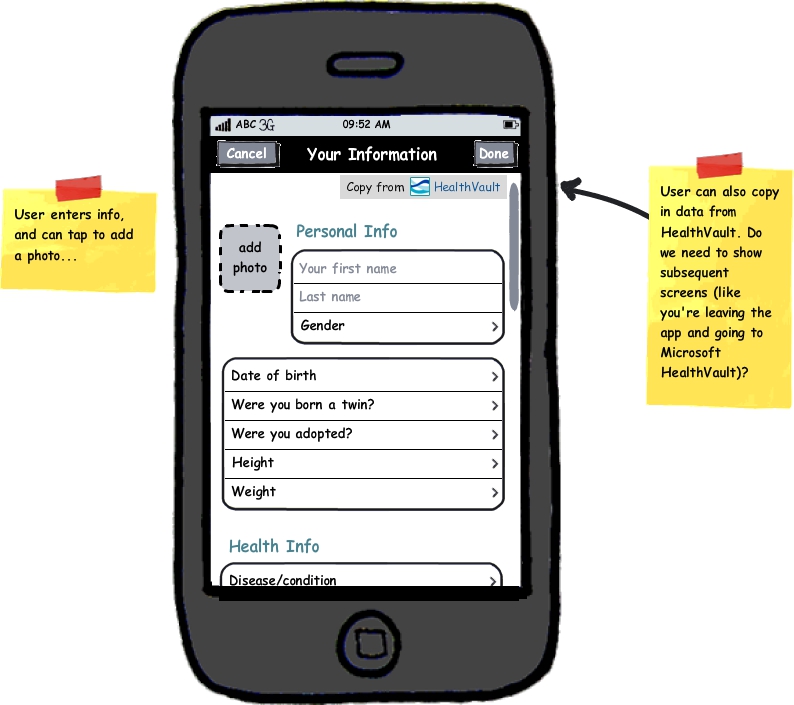 ABC 3G 09:52 AM
Cancel Your Information Done
Copy from HealthVault
add
photo
Personal Info
Your first name
Last name
Gender
Date of birth
Were you born a twin?
Were you adopted?
Height
Weight
Health Info
Disease/condition
User enters info,
and can tap to add
a photo...
User can also copy
in data from
HealthVault. Do
we need to show
subsequent
screens (like
you're leaving the
app and going to
Microsoft
HealthVault)?